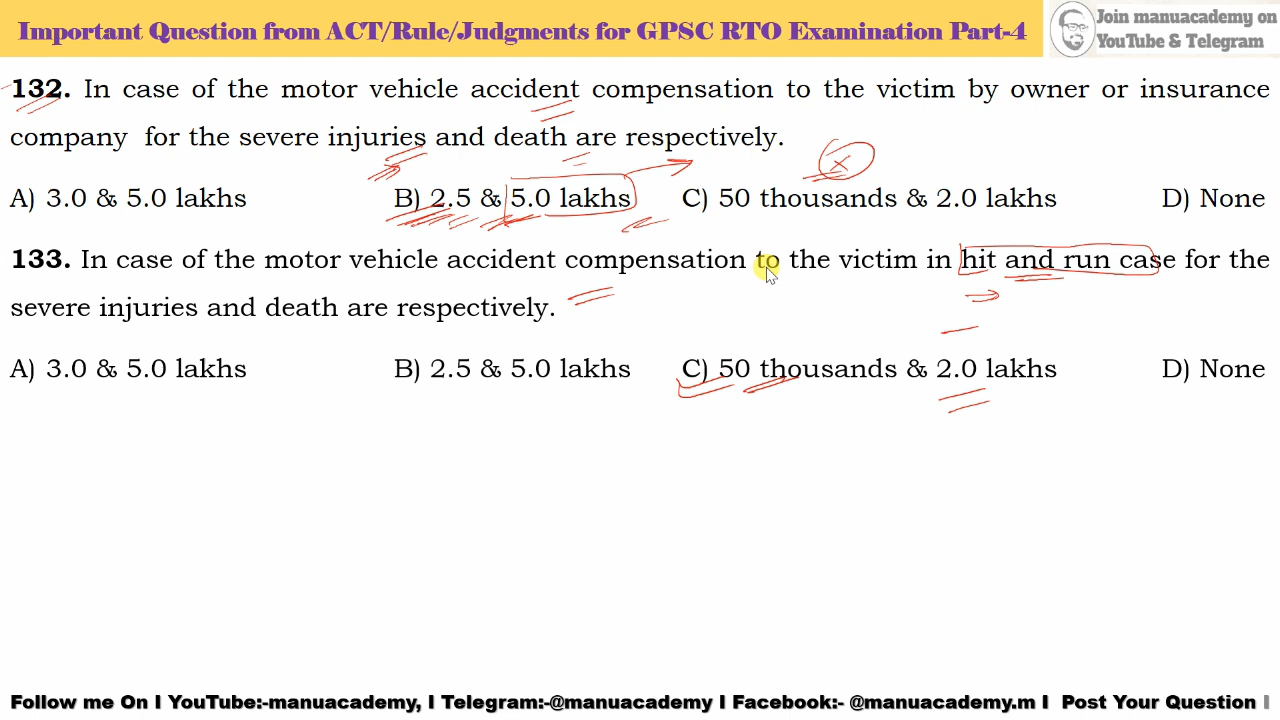 Important Question from ACT/Rule/Judgments for GPSC RTO Examination Part-4
Join manuacademy on
YouTube & Telegram
132. In case of the motor vehicle accident compensation to the victim by owner or insurance
company for the severe injuries and death are respectively.
A) 3.0 & 5.0 lakhs B) 2.5 & 5.0 lakhs C) 50 thousands & 2.0 lakhs D) None
133. In case of the motor vehicle accident compensation to the victim in hit and run case for the
severe injuries and death are respectively.
A) 3.0 & 5.0 lakhs B) 2.5 & 5.0 lakhs C) 50 thousands & 2.0 lakhs D) None
Follow me On I YouTube:-manuacademy, I Telegram:-@manuacademy I Facebook:- @manuacademy.m I Post Your Question I